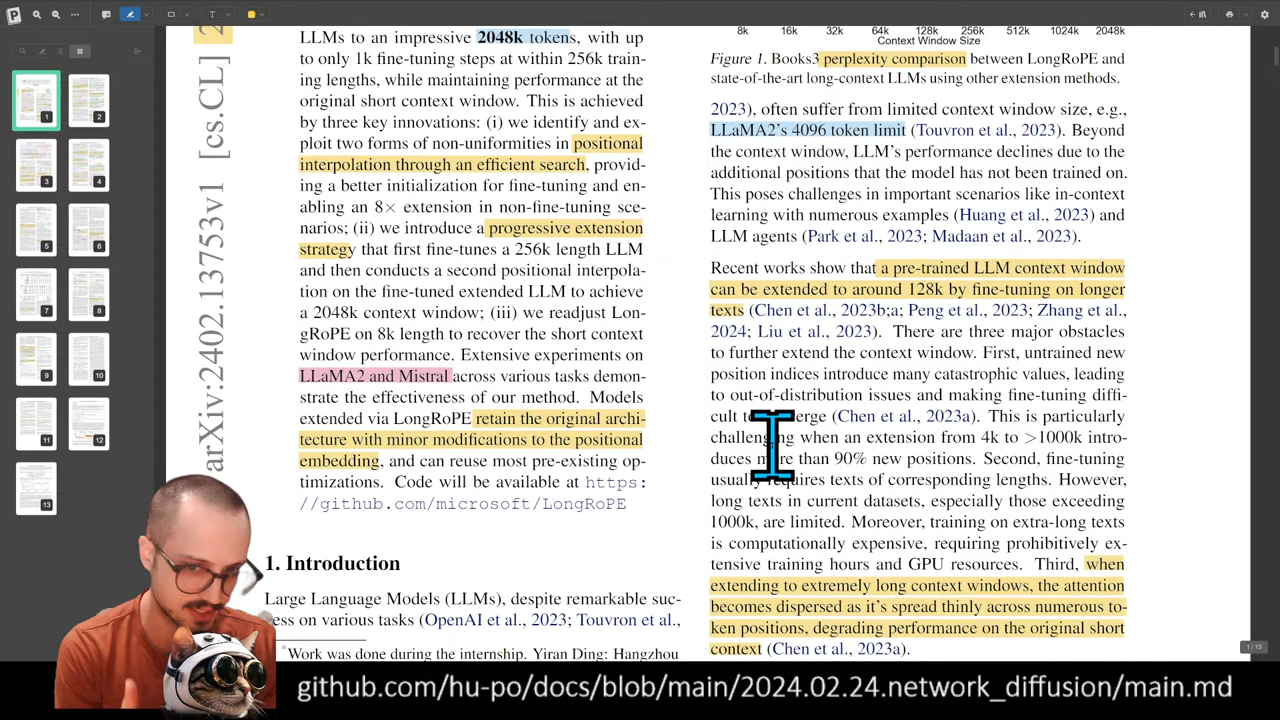 8k 16k 32k 64k 128k 256k 512k 1024k 2048k
Context Window Size
LLMs to an impressive 2048k tokens, with up
to only 1k fine-tuning steps at within 256k train-
ing lengths, while maintaining performance at the
original short context window. This is achieved
by three key innovations: (i) we identify and ex-
ploit two forms of non-uniformities in positional
interpolation through an efficient search, provid-
ing a better initialization for fine-tuning and en-
abling an 8× extension in non-fine-tuning sce-
narios; (ii) we introduce a progressive extension
strategy that first fine-tunes a 256k length LLM
and then conducts a second positional interpola-
tion on the fine-tuned extended LLM to achieve
a 2048k context window; (iii) we readjust Lon-
gRoPE on 8k length to recover the short context
window performance. Extensive experiments on
LLaMA2 and Mistral across various tasks demon-
strate the effectiveness of our method. Models
extended via LongRoPE retain the original archi-
tecture with minor modifications to the positional
embedding, and can reuse most pre-existing op-
timizations. Code will be available at https:
//github.com/microsoft/LongRoPE
1. Introduction
Large Language Models (LLMs), despite remarkable suc-
cess on various tasks (OpenAI et al., 2023; Touvron et al.,
Work was done during the internship. Yiran Ding: Hangzhou
Figure 1. Books3 perplexity comparison between LongRoPE and
state-of-the-art long-context LLMs using other extension methods.
2023), often suffer from limited context window size, e.g.,
LLaMA2's 4096 token limit (Touvron et al., 2023). Beyond
the context window, LLM's performance declines due to the
additional positions that the model has not been trained on.
This poses challenges in important scenarios like in-context
learning with numerous examples (Huang et al., 2023) and
LLM agents (Park et al., 2023; Madaan et al., 2023).
Recent works show that a pre-trained LLM context window
can be extended to around 128k by fine-tuning on longer
texts (Chen et al., 2023b;a; Peng et al., 2023; Zhang et al.,
2024; Liu et al., 2023). There are three major obstacles
to further extend the context window. First, untrained new
position indices introduce many catastrophic values, leading
to out-of-distribution issues and making fine-tuning diffi-
cult to converge (Chen et al., 2023a). This is particularly
challenging when an extension from 4k to >1000k intro-
duces more than 90% new positions. Second, fine-tuning
usually requires texts of corresponding lengths. However,
long texts in current datasets, especially those exceeding
1000k, are limited. Moreover, training on extra-long texts
is computationally expensive, requiring prohibitively ex-
tensive training hours and GPU resources. Third, when
extending to extremely long context windows, the attention
becomes dispersed as it's spread thinly across numerous to-
ken positions, degrading performance on the original short
context (Chen et al., 2023a).
arXiv:2402.13753v1 [cs.CL] 2
1
2
3
4
5
6
7
8
9
10
11
12
13
1 / 13
github.com/hu-po/docs/blob/main/2024.02.24.network_diffusion/main.md